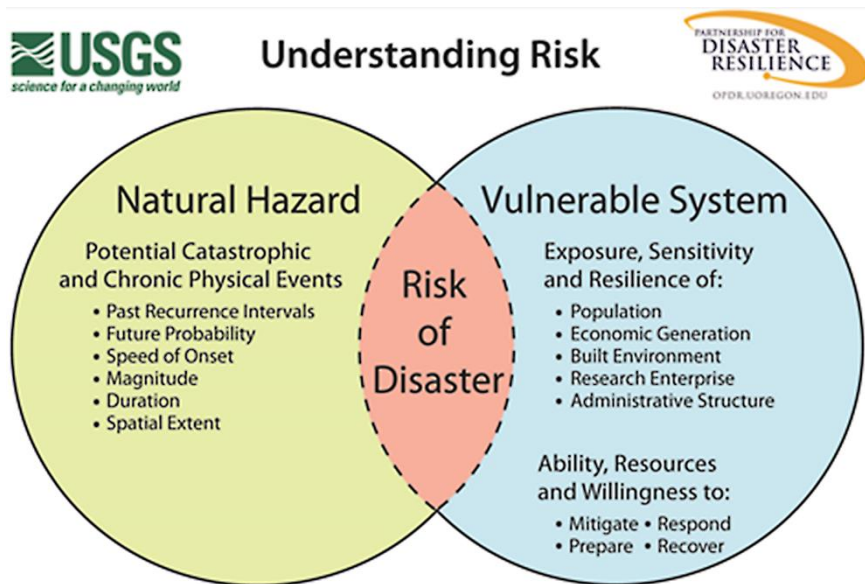 USGS
science for a changing world
Understanding Risk
PARTNERSHIP FOR
DISASTER
RESILIENCE
OPDR.UOREGON.EDU
Natural Hazard
Potential Catastrophic
and Chronic Physical Events
• Past Recurrence Intervals
• Future Probability
• Speed of Onset
• Magnitude
• Duration
• Spatial Extent
Risk
of
Disaster
Vulnerable System
Exposure, Sensitivity
and Resilience of:
• Population
• Economic Generation
• Built Environment
• Research Enterprise
• Administrative Structure
Ability, Resources
and Willingness to:
• Mitigate • Respond
• Prepare • Recover